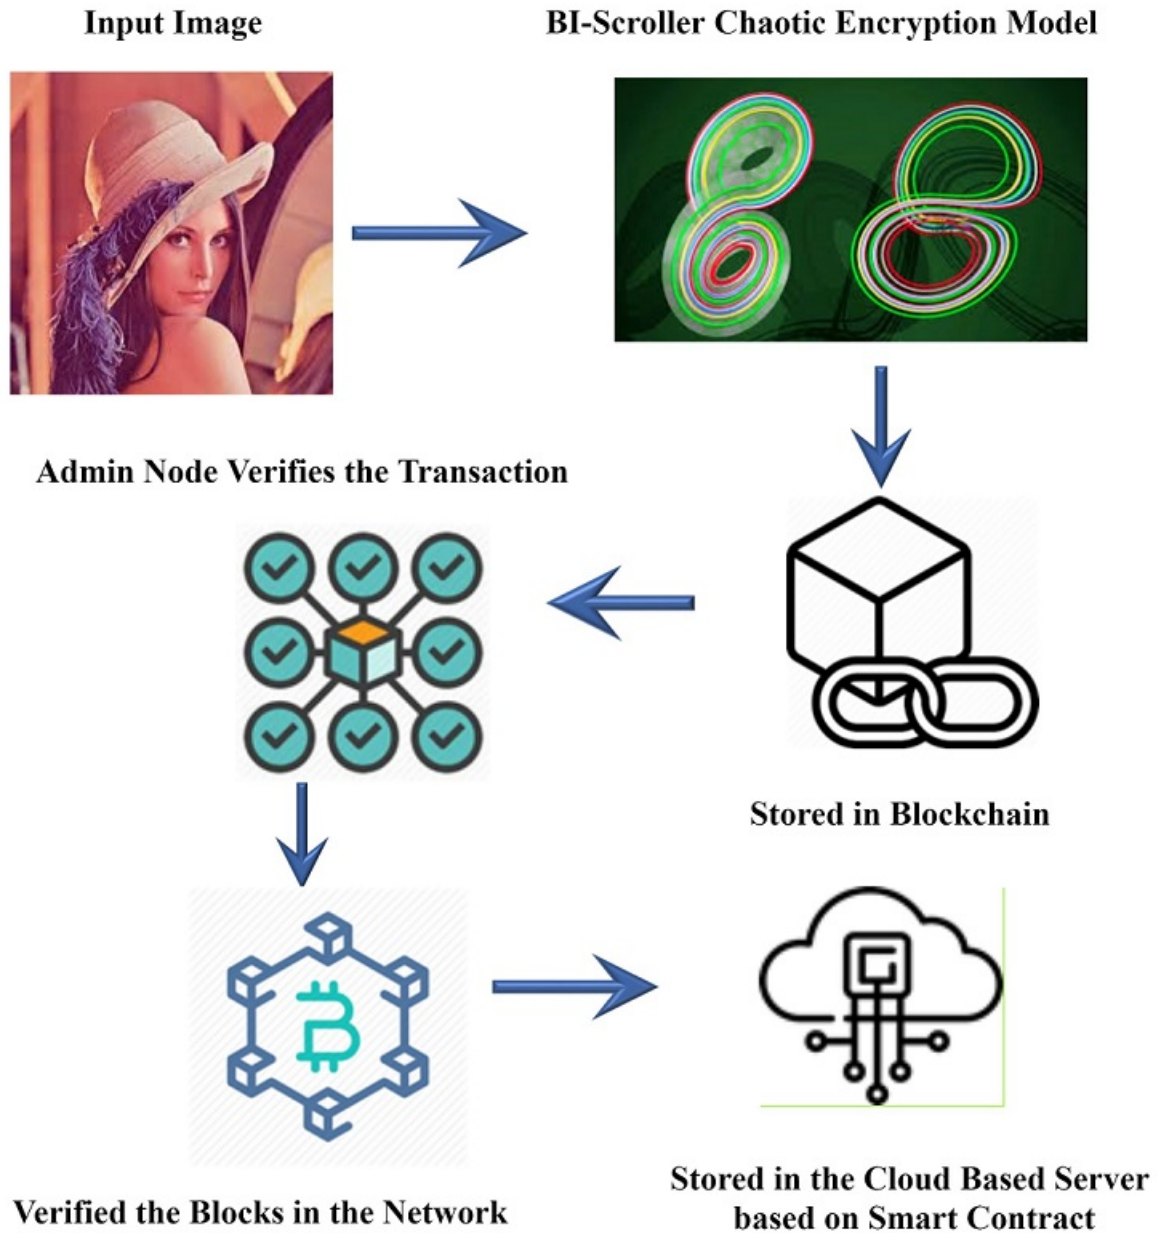 Input Image
BI-Scroller Chaotic Encryption Model
Admin Node Verifies the Transaction
Stored in Blockchain
Verified the Blocks in the Network
Stored in the Cloud Based Server
based on Smart Contract